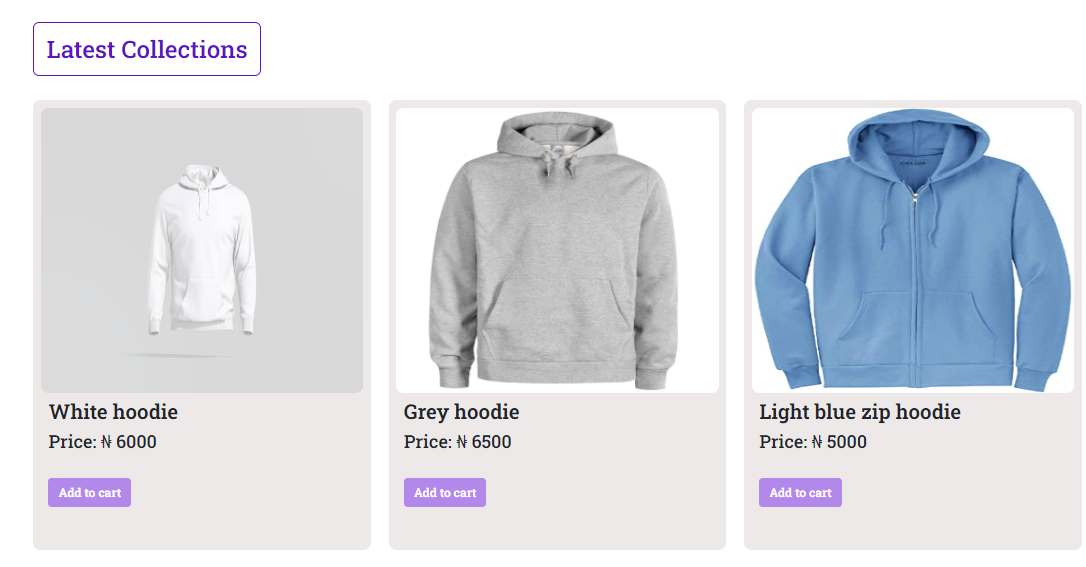 Latest Collections
White hoodie
Price: ₦ 6000
Add to cart
Grey hoodie
Price: ₦ 6500
Add to cart
Light blue zip hoodie
Price: ₦ 5000
Add to cart